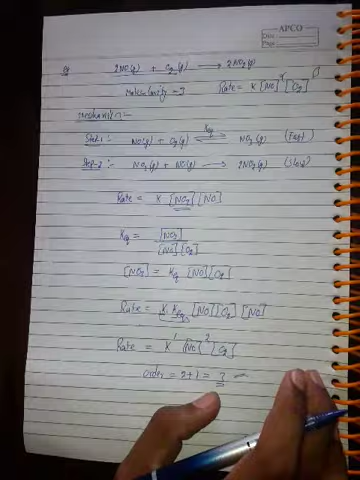 APCO
Date
Page
Q 2NO(g) + O₂(g) → 2NO₂(g)
Molecularity = 3 Rate = K [NO] [O₂]
mechanism:-
Step-1:- NO(g) + O₂(g) ⇌ NO₃(g) (Fast)
Keq
Step-2:- NO₃(g) + NO(g) → 2NO₂(g) (Slow)
Rate = K [NO₃] [NO]
Keq = [NO₃] / [NO][O₂]
[NO₃] = Keq [NO][O₂]
Rate = K Keq [NO][O₂] [NO]
Rate = K' [NO]² [O₂]
order = 2+1 = 3